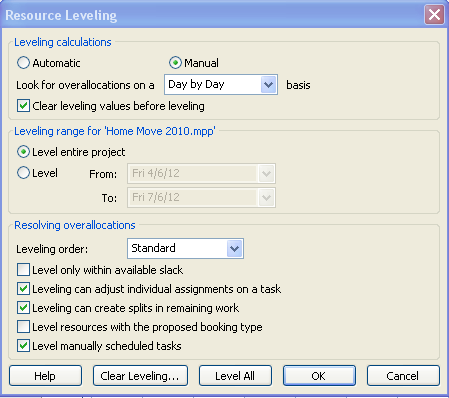 Resource Leveling
Leveling calculations
Automatic Manual
Look for overallocations on a Day by Day basis
Clear leveling values before leveling
Leveling range for 'Home Move 2010.mpp'
Level entire project
Level From: Fri 4/6/12
To: Fri 7/6/12
Resolving overallocations
Leveling order: Standard
Level only within available slack
Leveling can adjust individual assignments on a task
Leveling can create splits in remaining work
Level resources with the proposed booking type
Level manually scheduled tasks
Help Clear Leveling... Level All OK Cancel